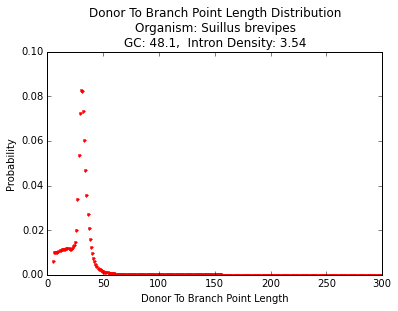 Donor To Branch Point Length Distribution
Organism: Suillus brevipes
GC: 48.1,  Intron Density: 3.54
0.10
0.08
0.06
0.04
0.02
0.00
Probability
0 50 100 150 200 250 300
Donor To Branch Point Length